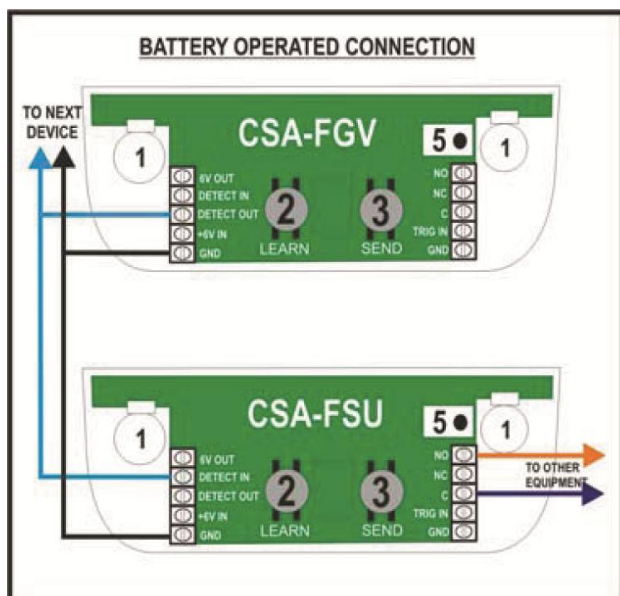 BATTERY OPERATED CONNECTION
TO NEXT
DEVICE
CSA-FGV
1
5
1
6V OUT
DETECT IN
DETECT OUT
+6V IN
GND
2
LEARN
3
SEND
NO
NC
C
TRIG IN
GND
CSA-FSU
1
5
1
6V OUT
DETECT IN
DETECT OUT
+6V IN
GND
2
LEARN
3
SEND
NO
NC
C
TRIG IN
GND
TO OTHER
EQUIPMENT